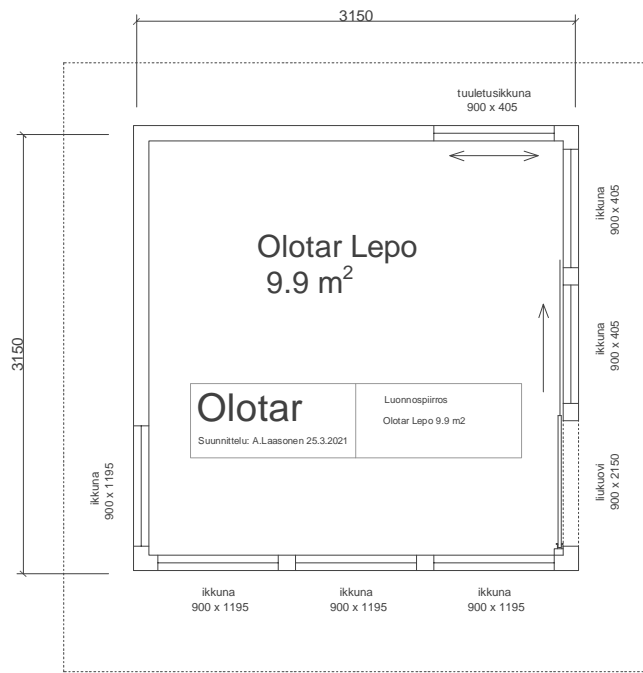 3150
tuuletusikkuna
900 x 405
ikkuna
900 x 405
Olotar Lepo
9.9 m²
3150
ikkuna
900 x 405
Olotar
Suunnittelu: A.Laasonen 25.3.2021
Luonnospiirros
Olotar Lepo 9.9 m2
ikkuna
900 x 1195
liukuovi
900 x 2150
ikkuna
900 x 1195
ikkuna
900 x 1195
ikkuna
900 x 1195